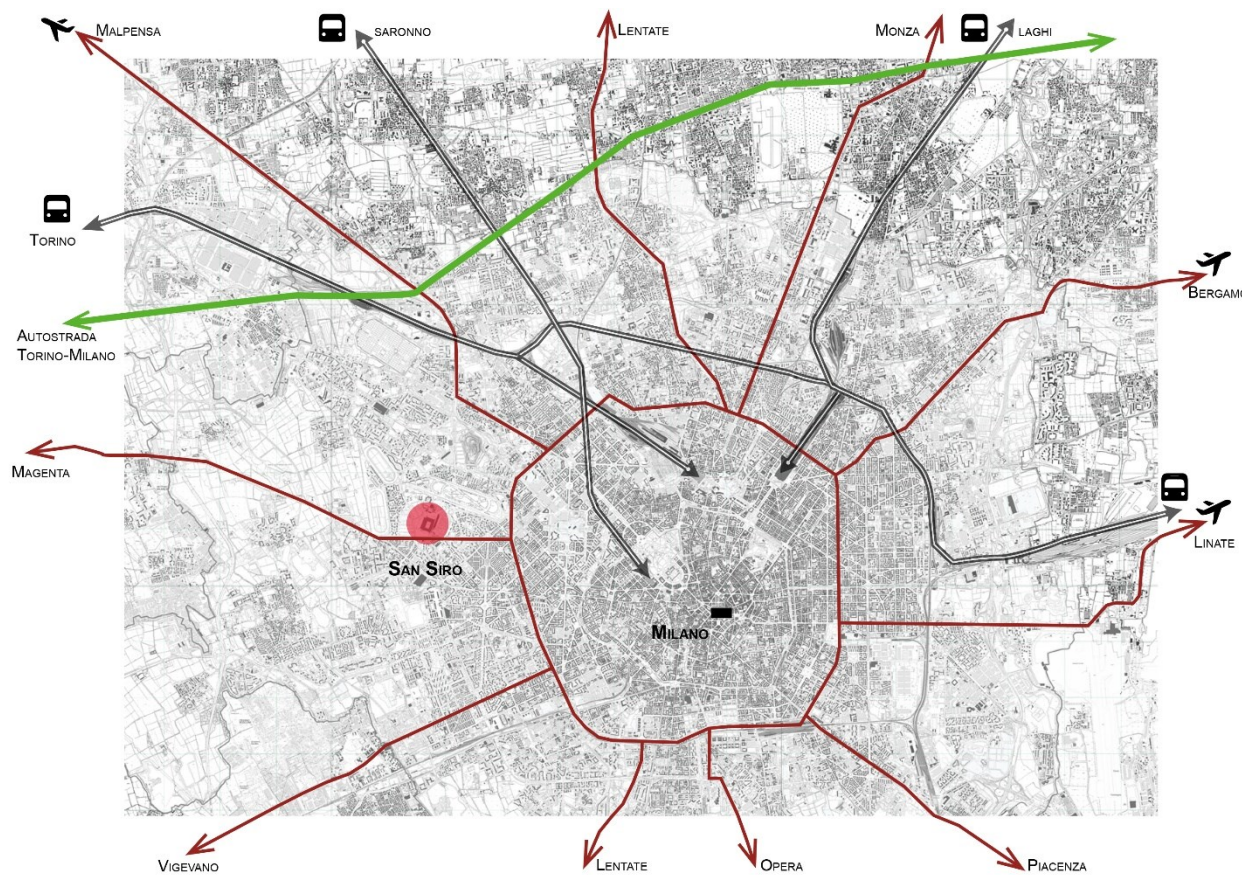 MALPENSA
SARONNO
LENTATE
MONZA
LAGHI
TORINO
BERGAMO
AUTOSTRADA
TORINO-MILANO
MAGENTA
LINATE
SAN SIRO
MILANO
VIGEVANO
LENTATE
OPERA
PIACENZA